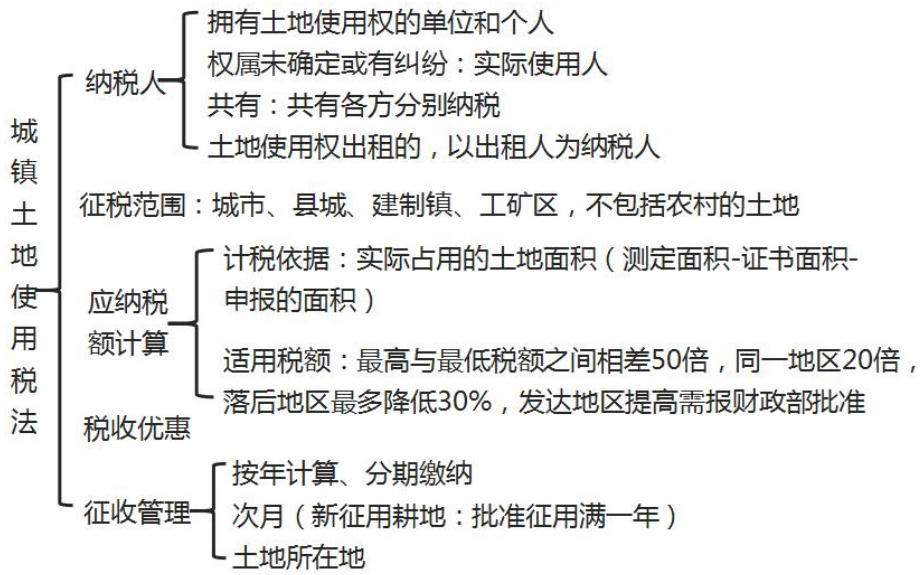 城镇土地使用税法
纳税人
拥有土地使用权的单位和个人
权属未确定或有纠纷：实际使用人
共有：共有各方分别纳税
土地使用权出租的，以出租人为纳税人
征税范围：城市、县城、建制镇、工矿区，不包括农村的土地
应纳税
额计算
计税依据：实际占用的土地面积（测定面积-证书面积-
申报的面积）
适用税额：最高与最低税额之间相差50倍，同一地区20倍，
落后地区最多降低30%，发达地区提高需报财政部批准
税收优惠
征收管理
按年计算、分期缴纳
次月（新征用耕地：批准征用满一年）
土地所在地